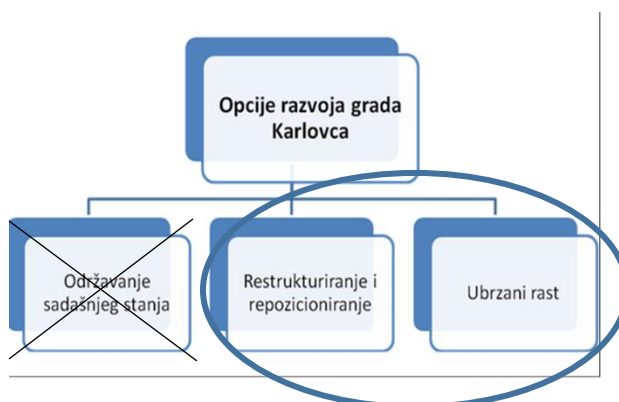 Opcije razvoja grada
Karlovca
Održavanje
sadašnjeg stanja
Restrukturiranje i
repozicioniranje
Ubrzani rast